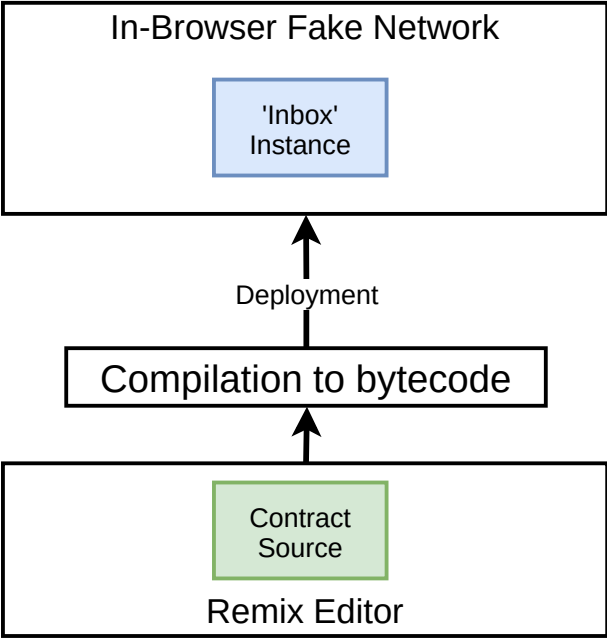 In-Browser Fake Network
'Inbox'
Instance
Deployment
Compilation to bytecode
Contract
Source
Remix Editor